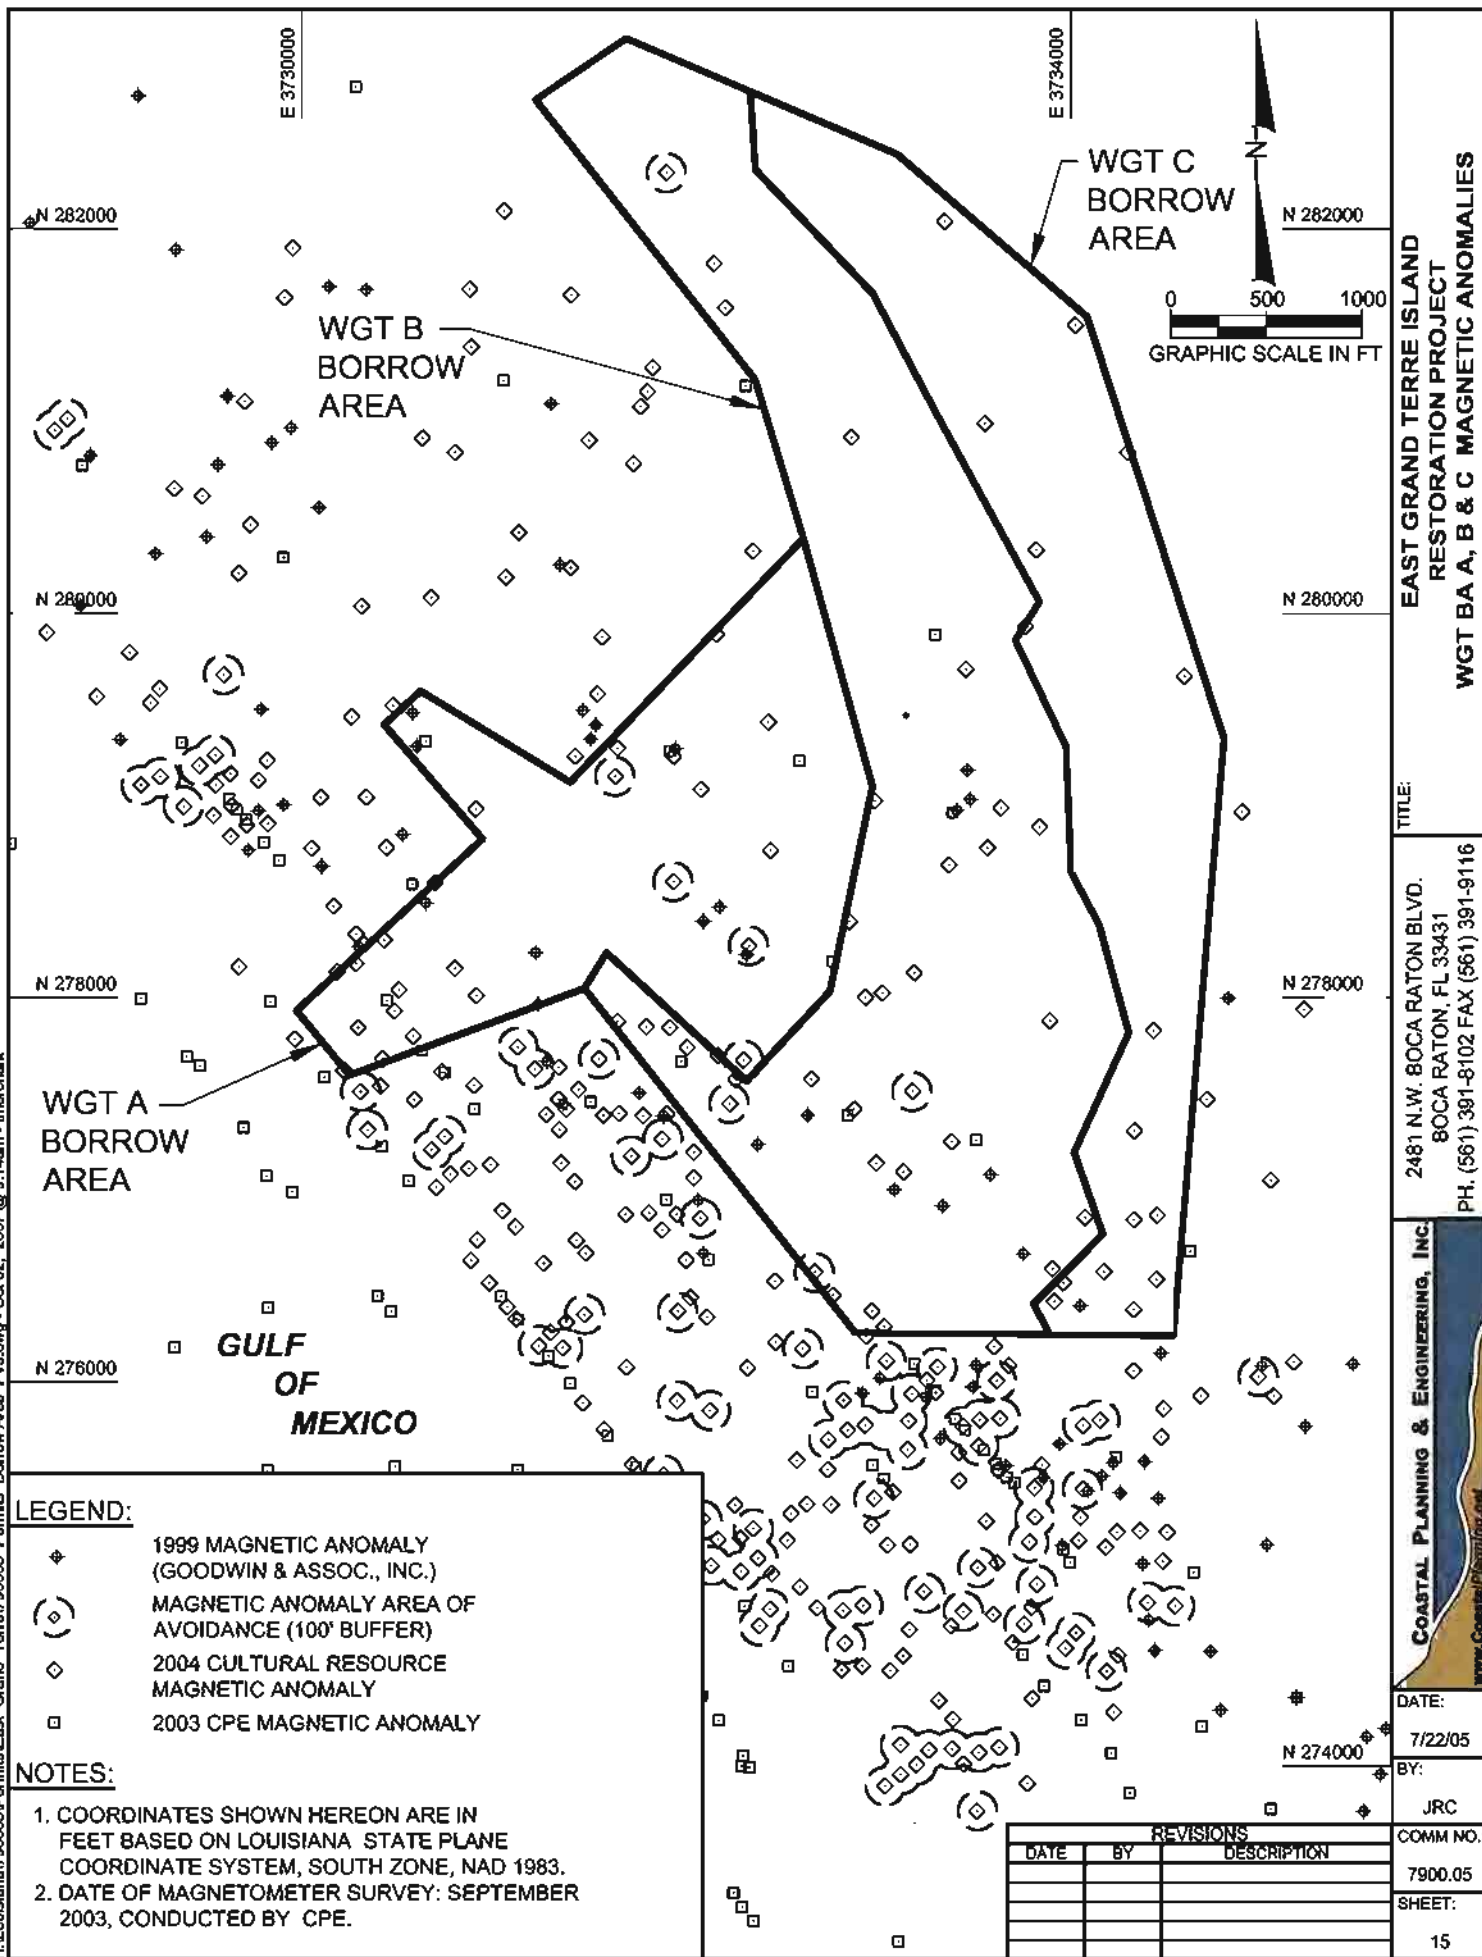 E 3730000
E 3734000
N
WGT C
BORROW
AREA
N 282000
N 282000
0 500 1000
GRAPHIC SCALE IN FT
WGT B
BORROW
AREA
N 280000
N 280000
N 278000
N 278000
WGT A
BORROW
AREA
GULF
OF
MEXICO
N 276000
N 274000
LEGEND:
1999 MAGNETIC ANOMALY
(GOODWIN & ASSOC., INC.)
MAGNETIC ANOMALY AREA OF
AVOIDANCE (100' BUFFER)
2004 CULTURAL RESOURCE
MAGNETIC ANOMALY
2003 CPE MAGNETIC ANOMALY
NOTES:
1. COORDINATES SHOWN HEREON ARE IN
FEET BASED ON LOUISIANA STATE PLANE
COORDINATE SYSTEM, SOUTH ZONE, NAD 1983.
2. DATE OF MAGNETOMETER SURVEY: SEPTEMBER
2003, CONDUCTED BY CPE.
REVISIONS
DATE BY DESCRIPTION
EAST GRAND TERRE ISLAND
RESTORATION PROJECT
WGT BA A, B & C MAGNETIC ANOMALIES
TITLE:
2481 N.W. BOCA RATON BLVD.
BOCA RATON, FL 33431
PH. (561) 391-8102 FAX (561) 391-9116
COASTAL PLANNING & ENGINEERING, INC.
DATE:
7/22/05
BY:
JRC
COMM NO.
7900.05
SHEET:
15